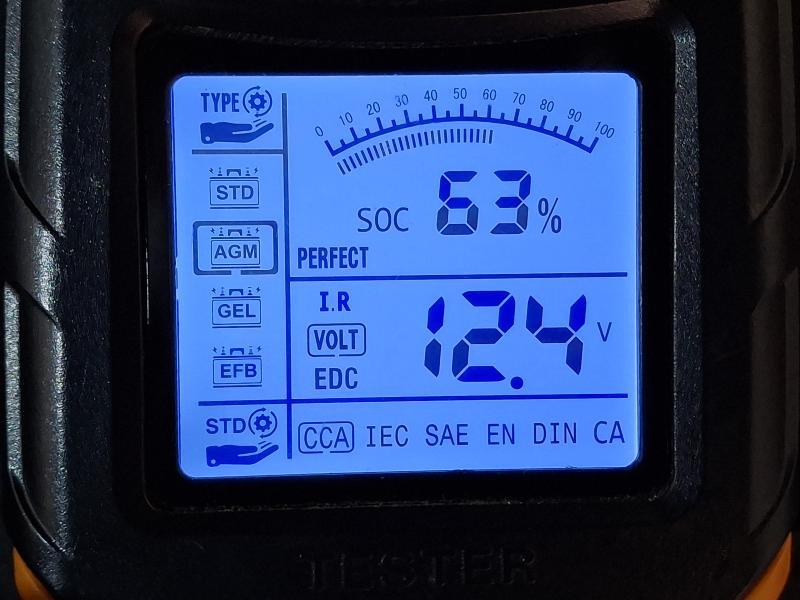 TYPE
0 10 20 30 40 50 60 70 80 90 100
STD
SOC 63%
AGM
PERFECT
GEL
I.R
VOLT
12.4 V
EFB
EDC
STD
CCA IEC SAE EN DIN CA
TESTER